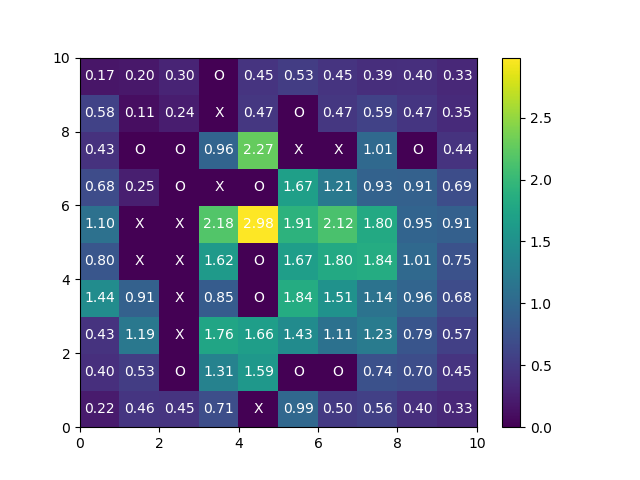 10
0.17 0.20 0.30 O 0.45 0.53 0.45 0.39 0.40 0.33
0.58 0.11 0.24 X 0.47 O 0.47 0.59 0.47 0.35
2.5
8
0.43 O O 0.96 2.27 X X 1.01 O 0.44
2.0
0.68 0.25 O X O 1.67 1.21 0.93 0.91 0.69
6
1.10 X X 2.18 2.98 1.91 2.12 1.80 0.95 0.91
1.5
0.80 X X 1.62 O 1.67 1.80 1.84 1.01 0.75
4
1.0
1.44 0.91 X 0.85 O 1.84 1.51 1.14 0.96 0.68
0.43 1.19 X 1.76 1.66 1.43 1.11 1.23 0.79 0.57
2
0.5
0.40 0.53 O 1.31 1.59 O O 0.74 0.70 0.45
0.22 0.46 0.45 0.71 X 0.99 0.50 0.56 0.40 0.33
0
0.0
0 2 4 6 8 10